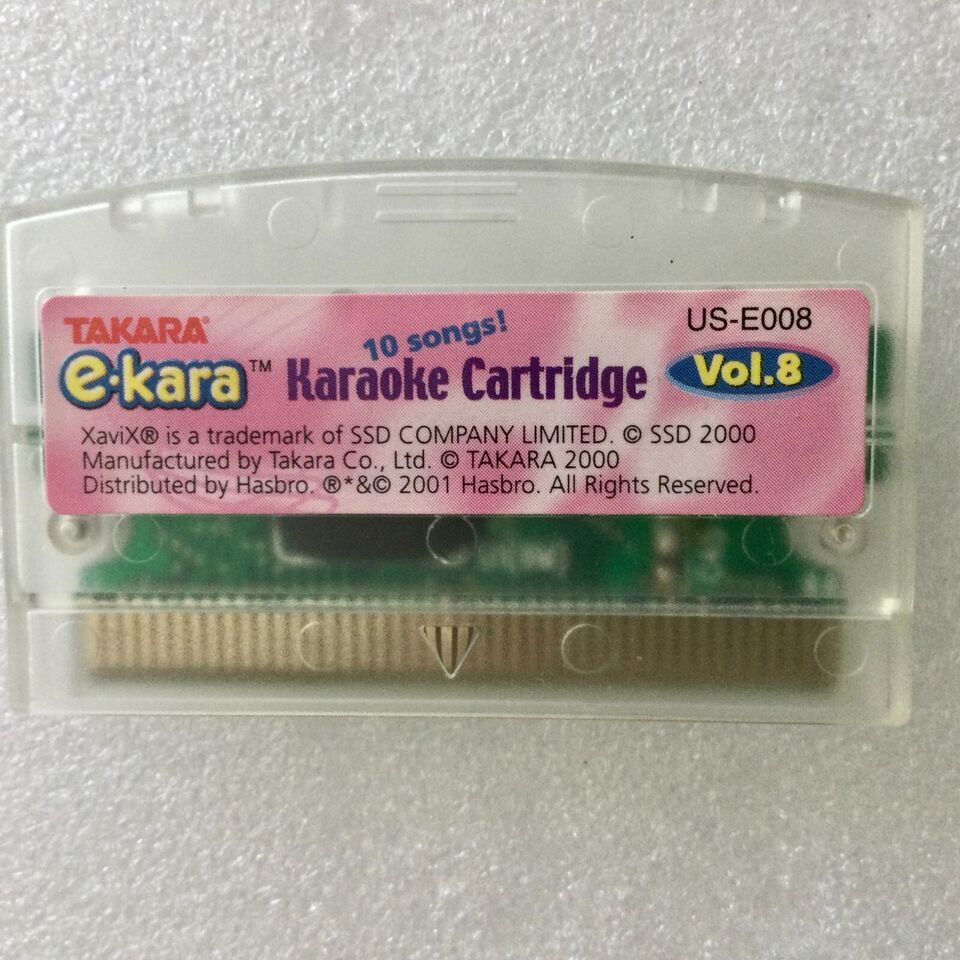 TAKARA®
10 songs!
US-E008
e·kara™ Karaoke Cartridge Vol.8
XaviX® is a trademark of SSD COMPANY LIMITED. © SSD 2000
Manufactured by Takara Co., Ltd. © TAKARA 2000
Distributed by Hasbro. ®*&© 2001 Hasbro. All Rights Reserved.